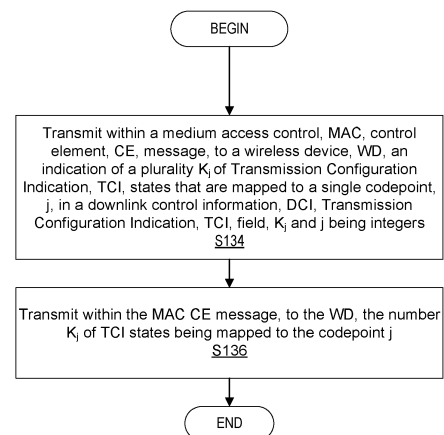 BEGIN
Transmit within a medium access control, MAC, control
element, CE, message, to a wireless device, WD, an
indication of a plurality Kj of Transmission Configuration
Indication, TCI, states that are mapped to a single codepoint,
j, in a downlink control information, DCI, Transmission
Configuration Indication, TCI, field, Kj and j being integers
S134
Transmit within the MAC CE message, to the WD, the number
Kj of TCI states being mapped to the codepoint j
S136
END